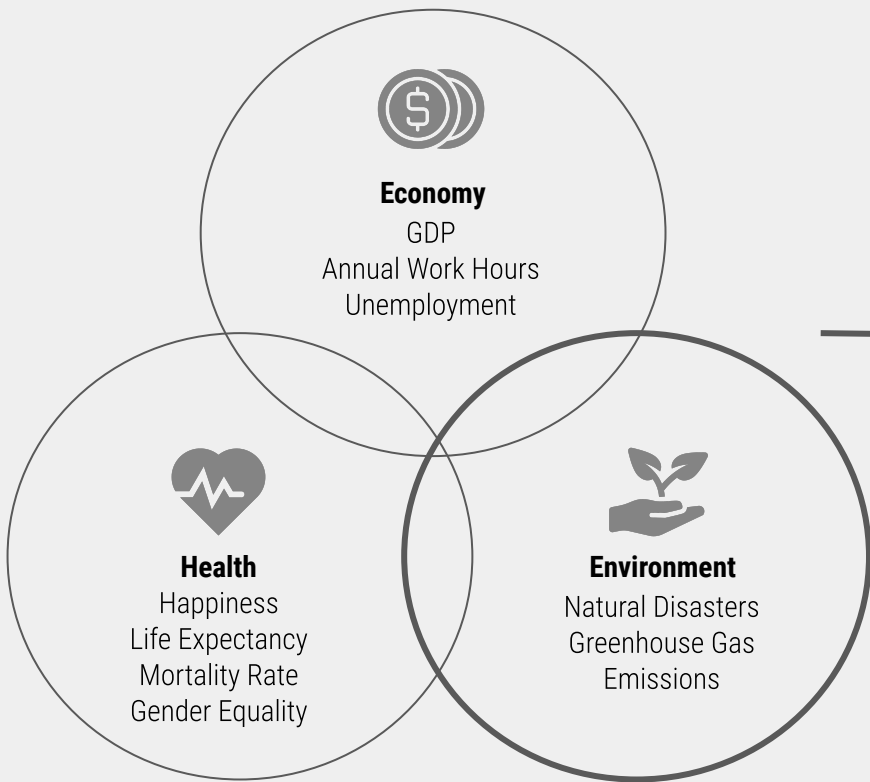 $
Economy
GDP
Annual Work Hours
Unemployment
Health
Happiness
Life Expectancy
Mortality Rate
Gender Equality
Environment
Natural Disasters
Greenhouse Gas
Emissions